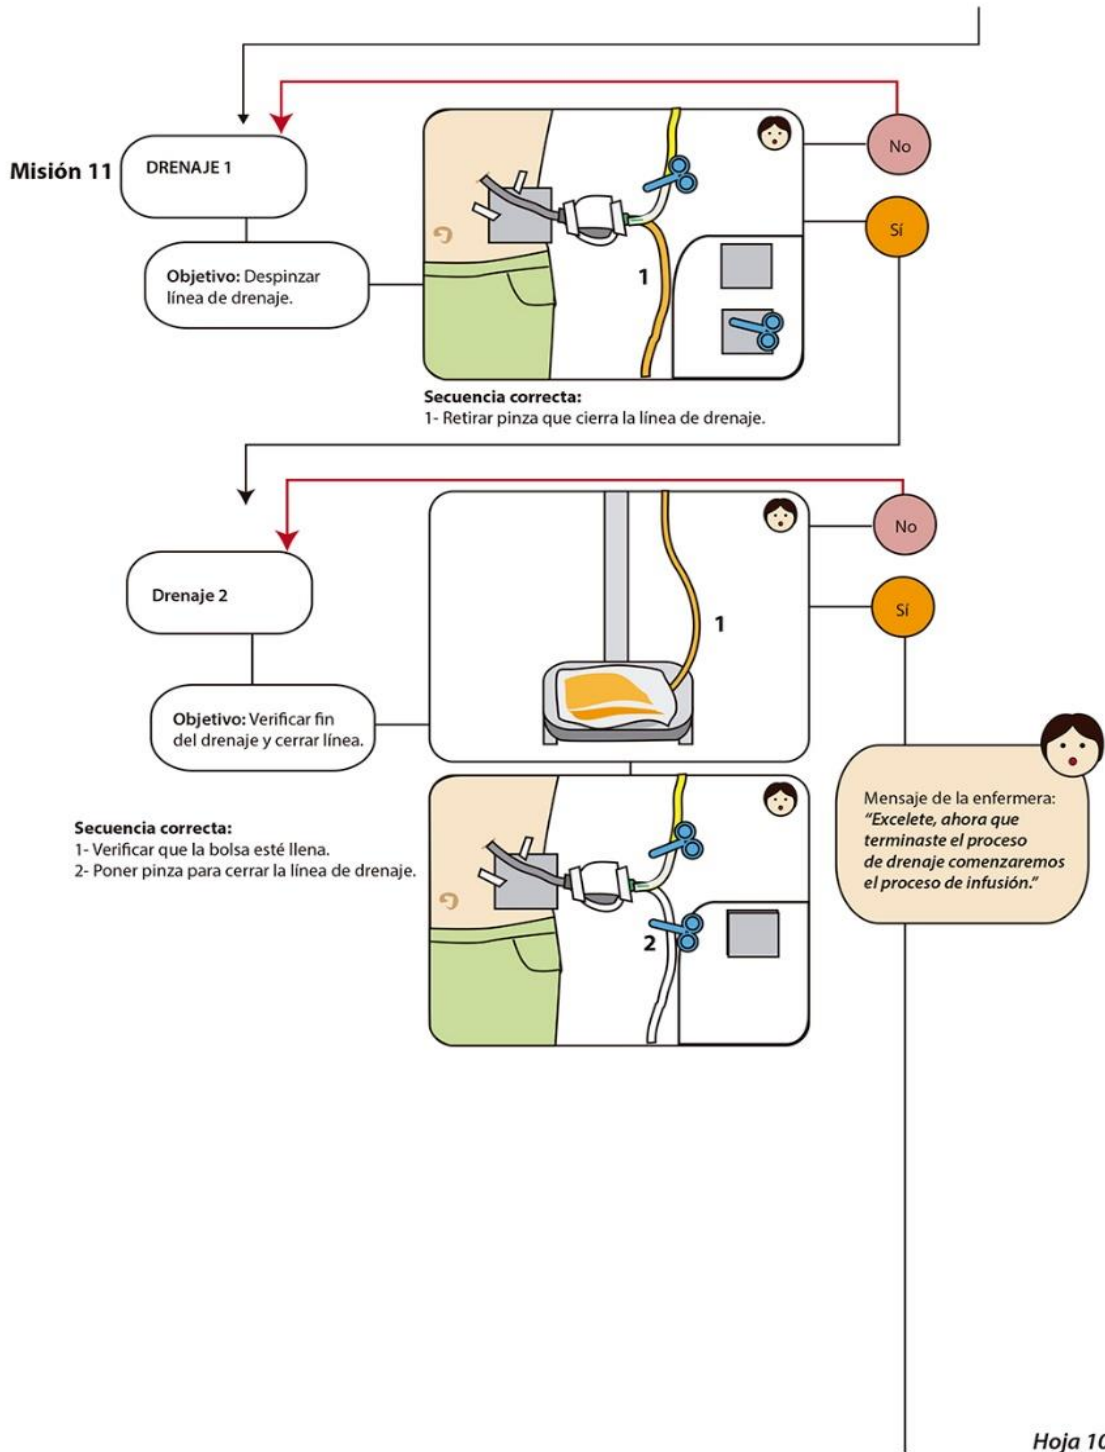 Misión 11
DRENAJE 1
Objetivo: Despinzar
línea de drenaje.
1
No
Sí
Secuencia correcta:
1- Retirar pinza que cierra la línea de drenaje.
Drenaje 2
Objetivo: Verificar fin
del drenaje y cerrar línea.
1
No
Sí
Secuencia correcta:
1- Verificar que la bolsa esté llena.
2- Poner pinza para cerrar la línea de drenaje.
2
Mensaje de la enfermera:
“Excelete, ahora que
terminaste el proceso
de drenaje comenzaremos
el proceso de infusión.”
Hoja 10